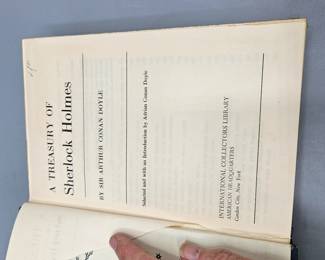 A TREASURY OF
Sherlock Holmes
BY SIR ARTHUR CONAN DOYLE
Selected and with an Introduction by Adrian Conan Doyle
INTERNATIONAL COLLECTORS LIBRARY
AMERICAN HEADQUARTERS
Garden City, New York